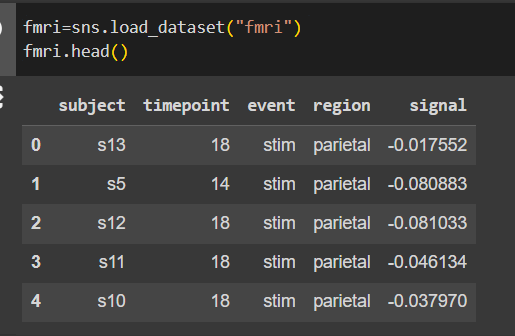 fmri=sns.load_dataset("fmri")
fmri.head()
subject timepoint event region signal
0 s13 18 stim parietal -0.017552
1 s5 14 stim parietal -0.080883
2 s12 18 stim parietal -0.081033
3 s11 18 stim parietal -0.046134
4 s10 18 stim parietal -0.037970